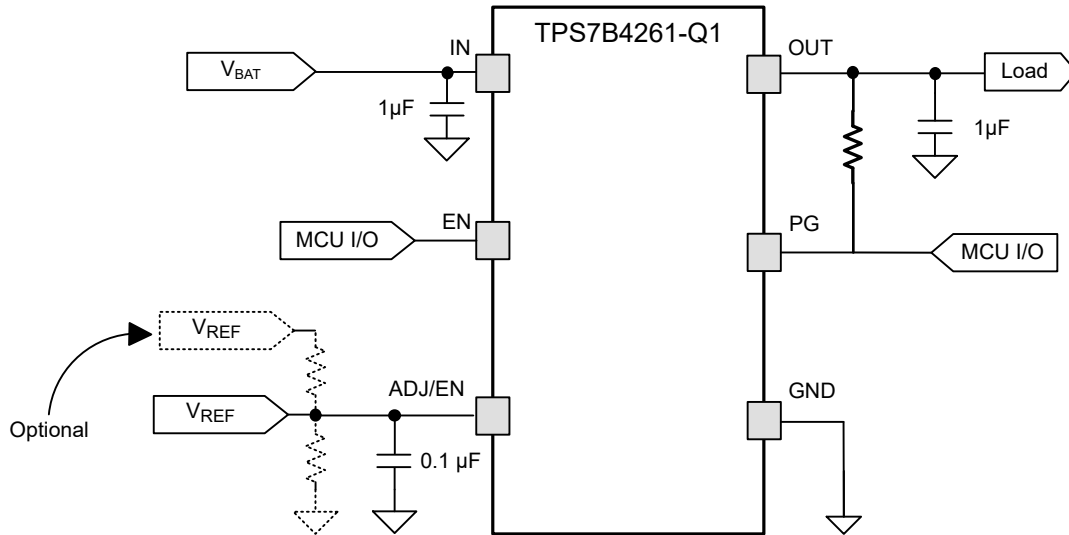 TPS7B4261-Q1
IN
OUT
VBAT
Load
1µF
1µF
EN
PG
MCU I/O
MCU I/O
VREF
ADJ/EN
GND
VREF
Optional
0.1 µF